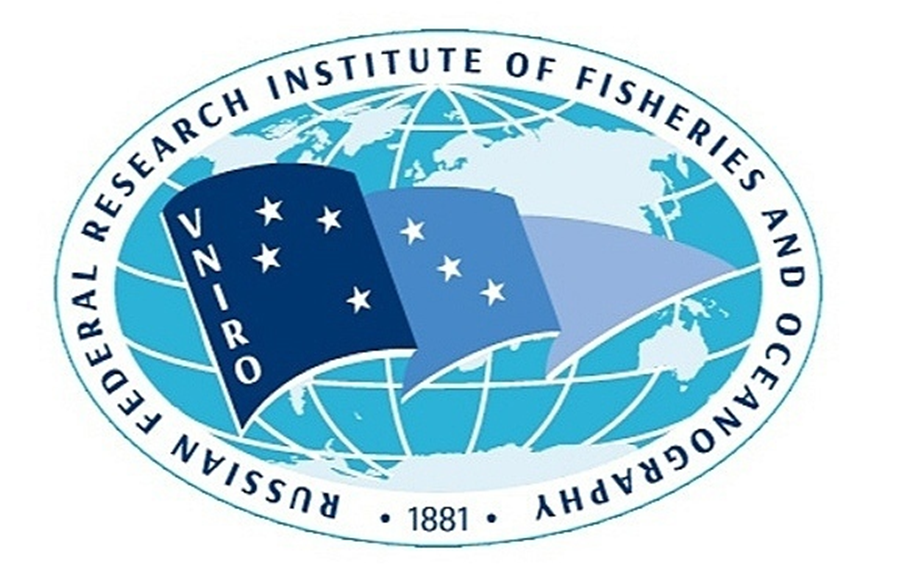 RUSSIAN FEDERAL RESEARCH INSTITUTE OF FISHERIES AND OCEANOGRAPHY
VNIRO
• 1881 •